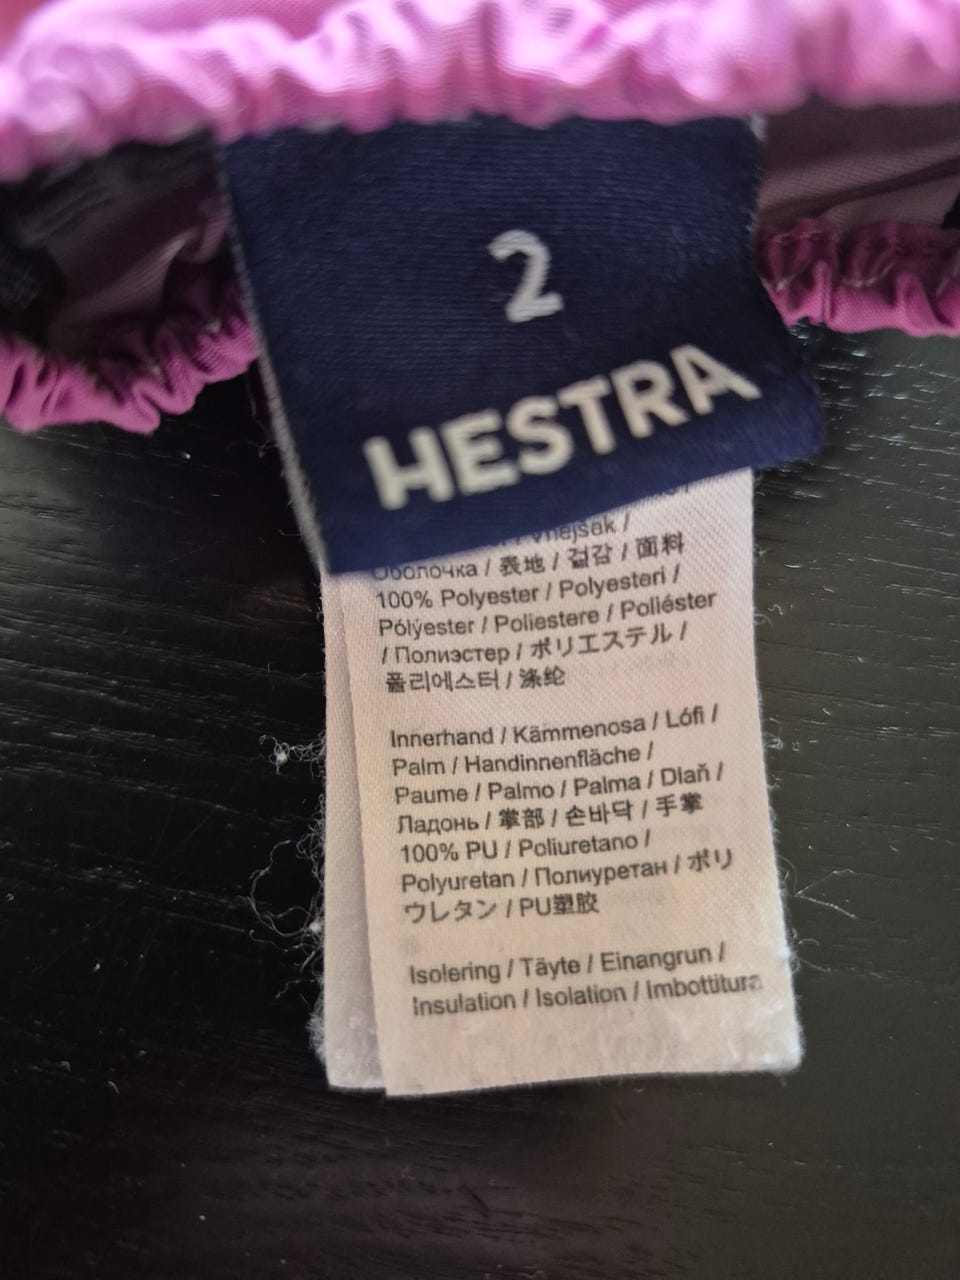 2
HESTRA
Vnejšek /
Оболочка / 表地 / 겉감 / 面料
100% Polyester / Polyesteri /
Pólýester / Poliestere / Poliéster
/ Полиэстер / ポリエステル /
폴리에스터 / 涤纶
Innerhand / Kämmenosa / Lófi /
Palm / Handinnenfläche /
Paume / Palmo / Palma / Dlaň /
Ладонь / 掌部 / 손바닥 / 手掌
100% PU / Poliuretano /
Polyuretan / Полиуретан / ポリ
ウレタン / PU塑胶
Isolering / Täyte / Einangrun /
Insulation / Isolation / Imbottitura